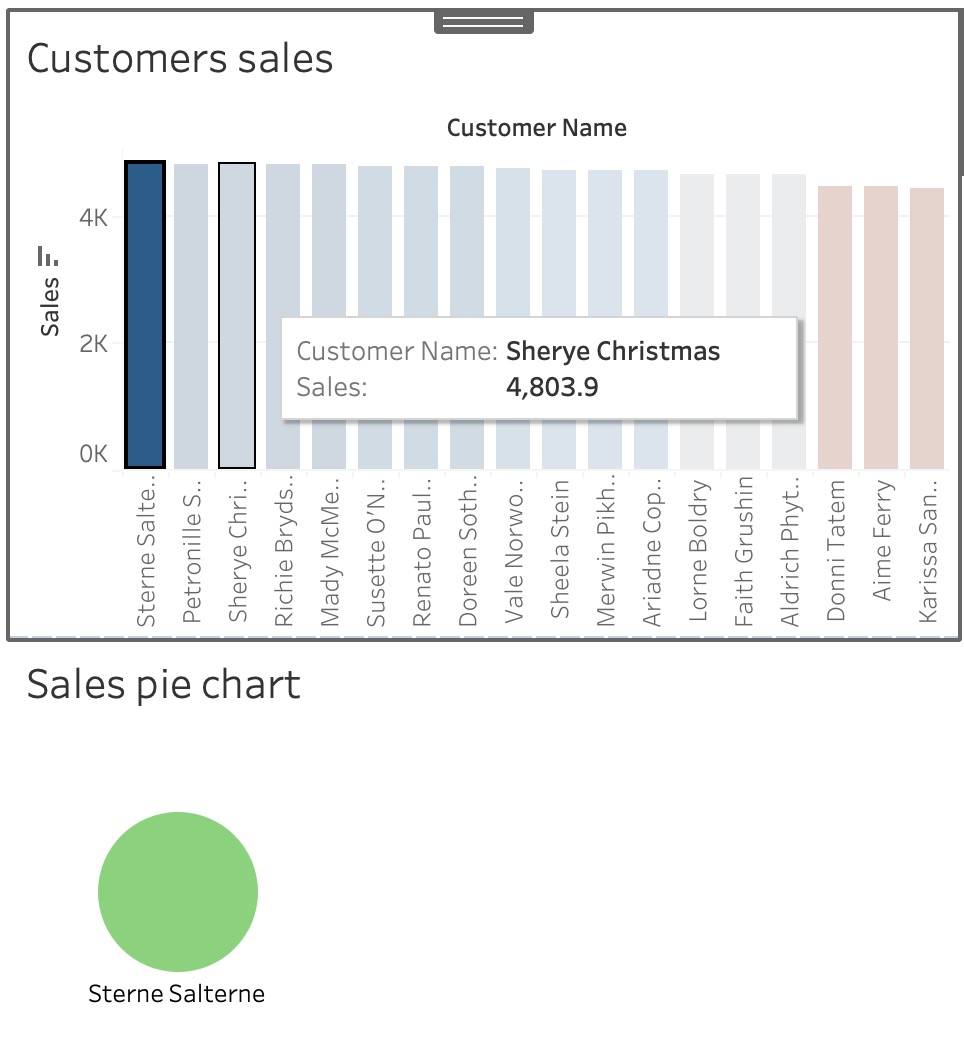 Customers sales
Customer Name
Sales
4K
2K
0K
Customer Name: Sherye Christmas
Sales: 4,803.9
Sterne Salte..
Petronille S..
Sherye Chri..
Richie Bryds..
Mady McMe..
Susette O'N..
Renato Paul..
Doreen Soth..
Vale Norwo..
Sheela Stein
Merwin Pikh..
Ariadne Cop..
Lorne Boldry
Faith Grushin
Aldrich Phyt..
Donni Tatem
Aime Ferry
Karissa San..
Sales pie chart
Sterne Salterne